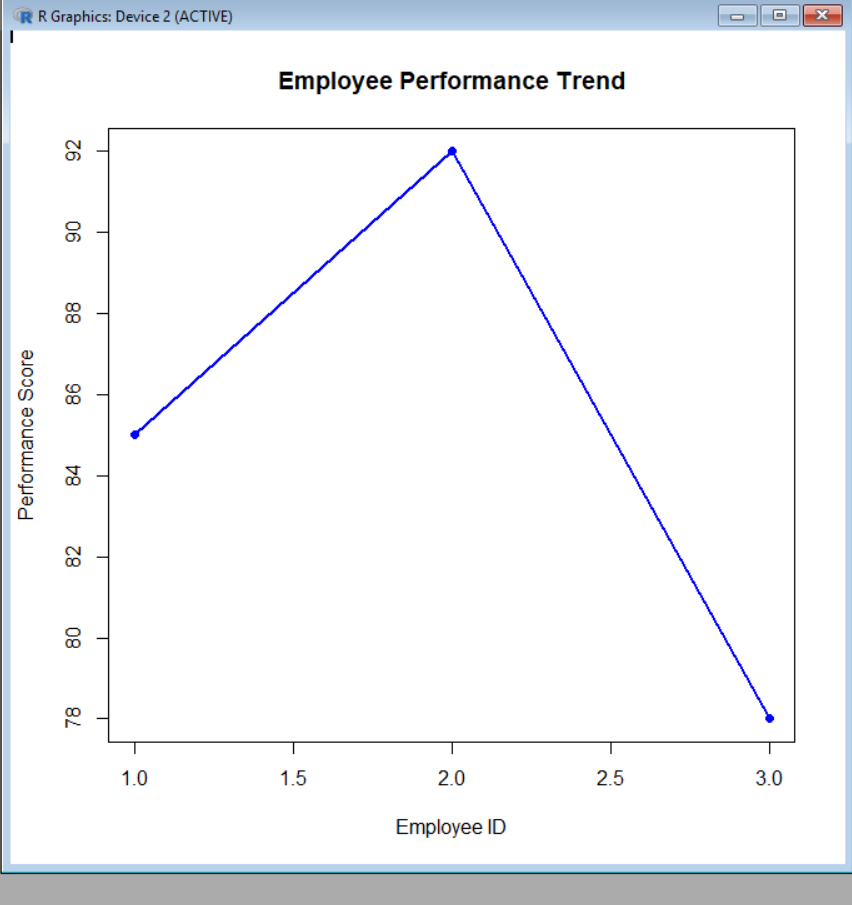 R Graphics: Device 2 (ACTIVE)
Employee Performance Trend
Performance Score
92
90
88
86
84
82
80
78
1.0 1.5 2.0 2.5 3.0
Employee ID